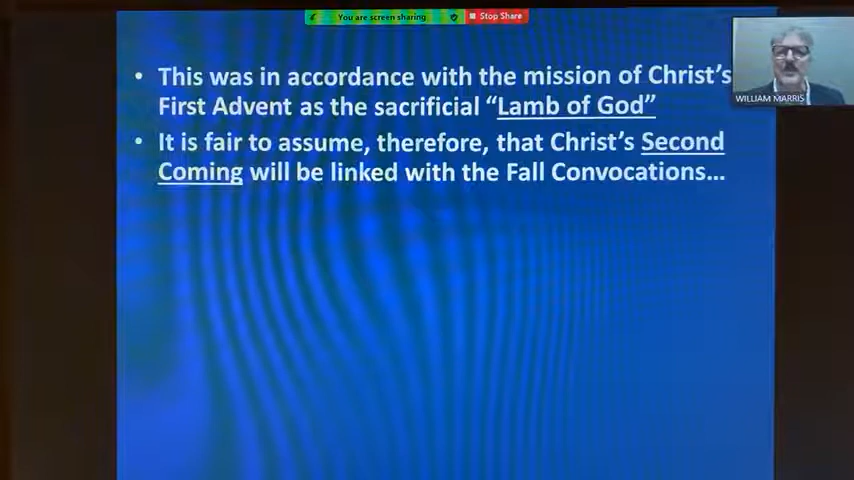 You are screen sharing
Stop Share
• This was in accordance with the mission of Christ's
First Advent as the sacrificial “Lamb of God”
WILLIAM MARRIS
• It is fair to assume, therefore, that Christ's Second
Coming will be linked with the Fall Convocations...